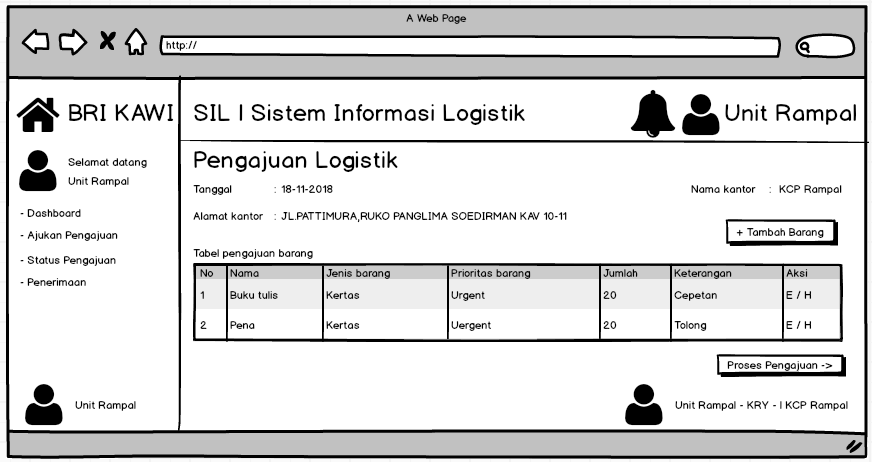 A Web Page
http://
BRI KAWI
SIL | Sistem Informasi Logistik
Unit Rampal
Selamat datang
Unit Rampal
- Dashboard
- Ajukan Pengajuan
- Status Pengajuan
- Penerimaan
Unit Rampal
Pengajuan Logistik
Tanggal : 18-11-2018
Nama kantor : KCP Rampal
Alamat kantor : JL.PATTIMURA,RUKO PANGLIMA SOEDIRMAN KAV 10-11
+ Tambah Barang
Tabel pengajuan barang
No Nama Jenis barang Prioritas barang Jumlah Keterangan Aksi
1 Buku tulis Kertas Urgent 20 Cepetan E / H
2 Pena Kertas Uergent 20 Tolong E / H
Proses Pengajuan ->
Unit Rampal - KRY - | KCP Rampal